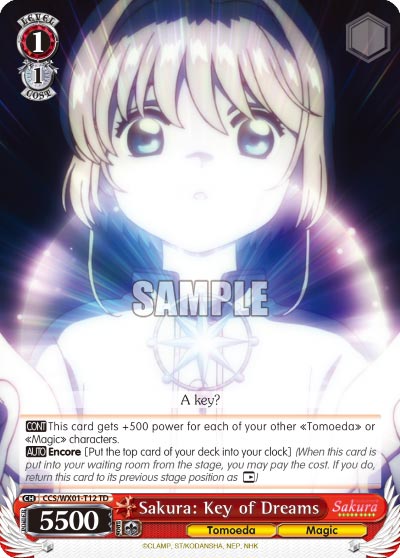 LEVEL
1
1
COST
SAMPLE
A key?
CONT This card gets +500 power for each of your other «Tomoeda» or
«Magic» characters.
AUTO Encore [Put the top card of your deck into your clock] (When this card is
put into your waiting room from the stage, you may pay the cost. If you do,
return this card to its previous stage position as
CH CCS/WX01-T12 TD
POWER
5500
Sakura: Key of Dreams
Sakura
Tomoeda
Magic
©CLAMP, ST/KODANSHA, NEP, NHK